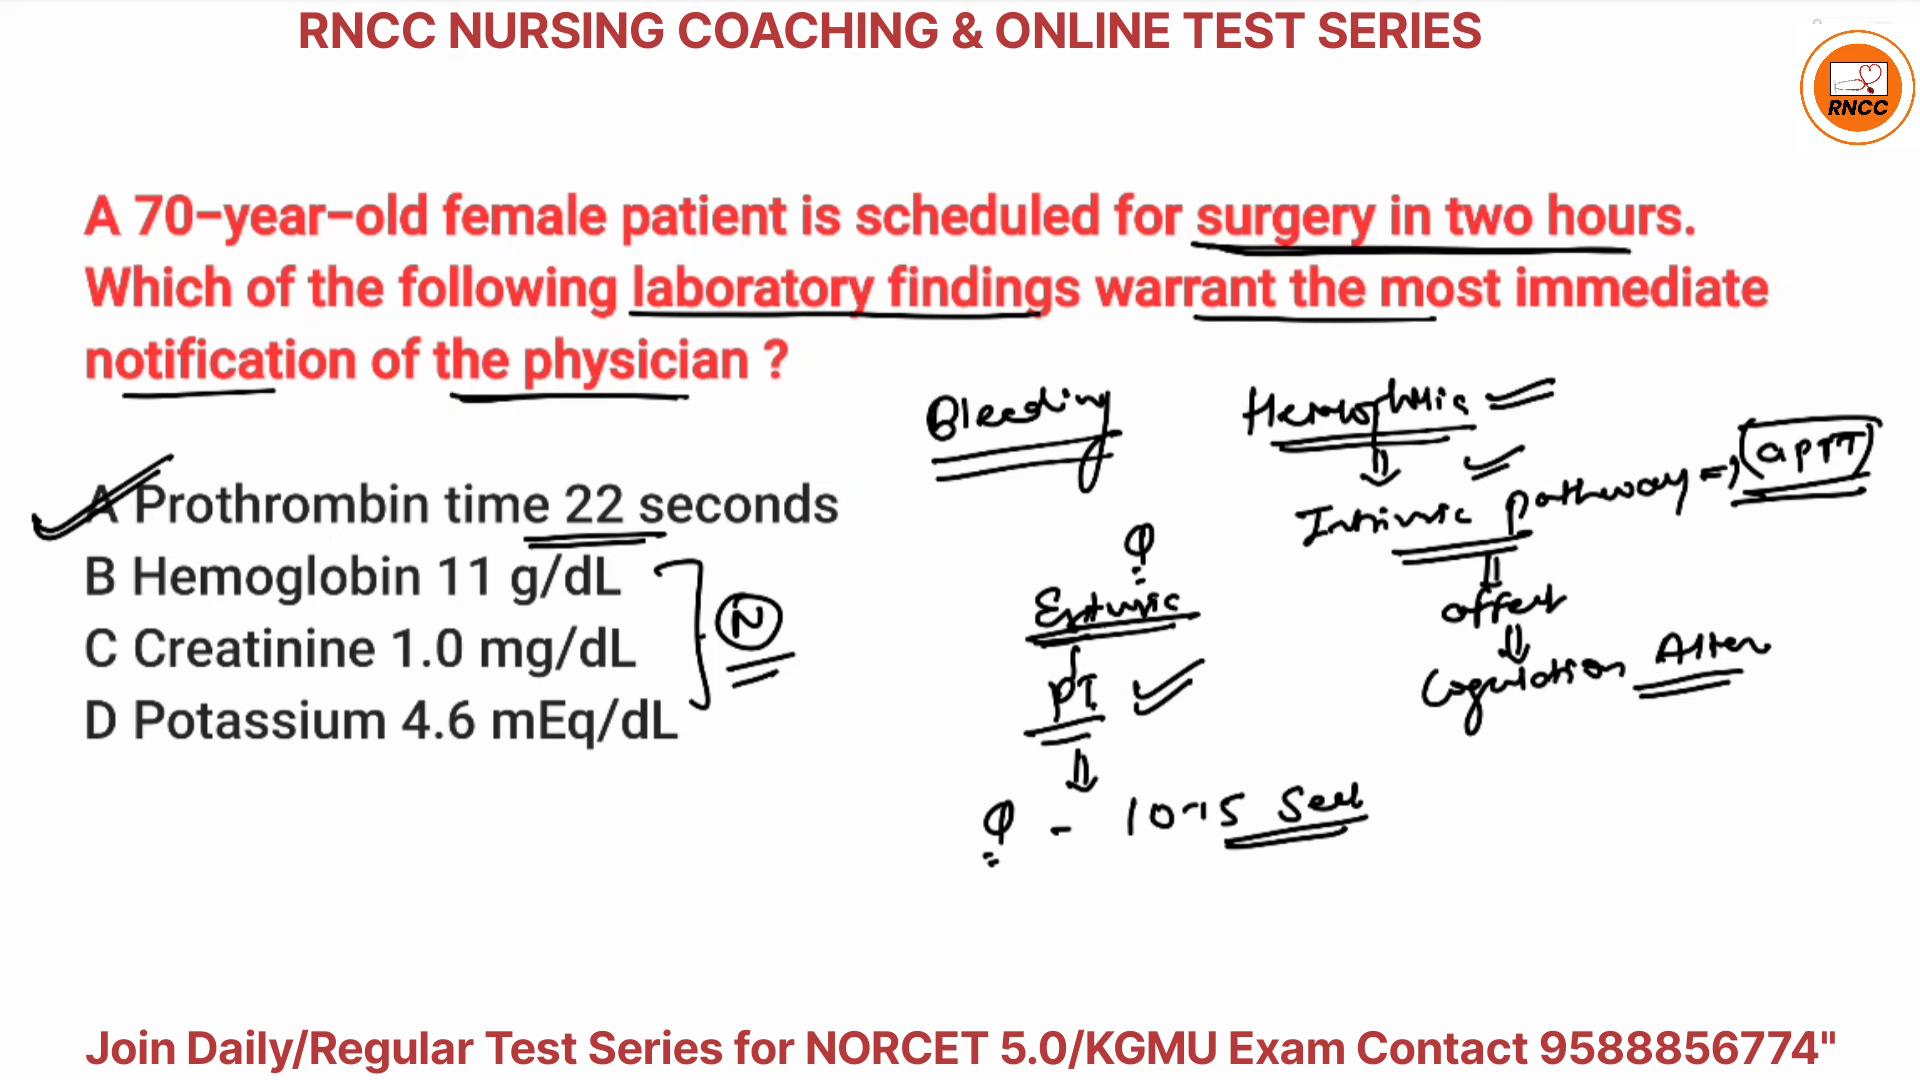 RNCC NURSING COACHING & ONLINE TEST SERIES
RNCC
A 70-year-old female patient is scheduled for surgery in two hours.
Which of the following laboratory findings warrant the most immediate
notification of the physician ?
A Prothrombin time 22 seconds
B Hemoglobin 11 g/dL
C Creatinine 1.0 mg/dL
D Potassium 4.6 mEq/dL
N
Bleeding
Hemophilia
Intrinsic pathway => aPTT
affect
Cogulation Alter
Extrinsic
PT
10-15 Sec
Join Daily/Regular Test Series for NORCET 5.0/KGMU Exam Contact 9588856774"